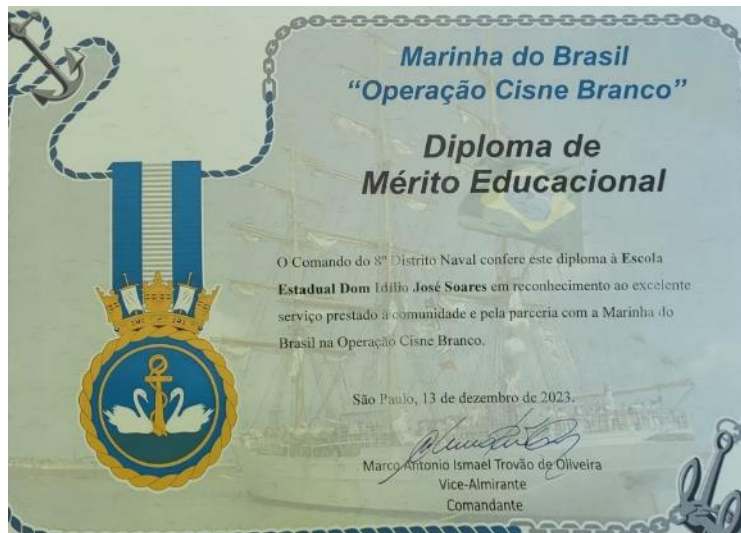 Marinha do Brasil
“Operação Cisne Branco”
Diploma de
Mérito Educacional
O Comando do 8º Distrito Naval confere este diploma à Escola
Estadual Dom Idílio José Soares em reconhecimento ao excelente
serviço prestado a comunidade e pela parceria com a Marinha do
Brasil na Operação Cisne Branco.
São Paulo, 13 de dezembro de 2023.
Marco Antonio Ismael Trovão de Oliveira
Vice-Almirante
Comandante